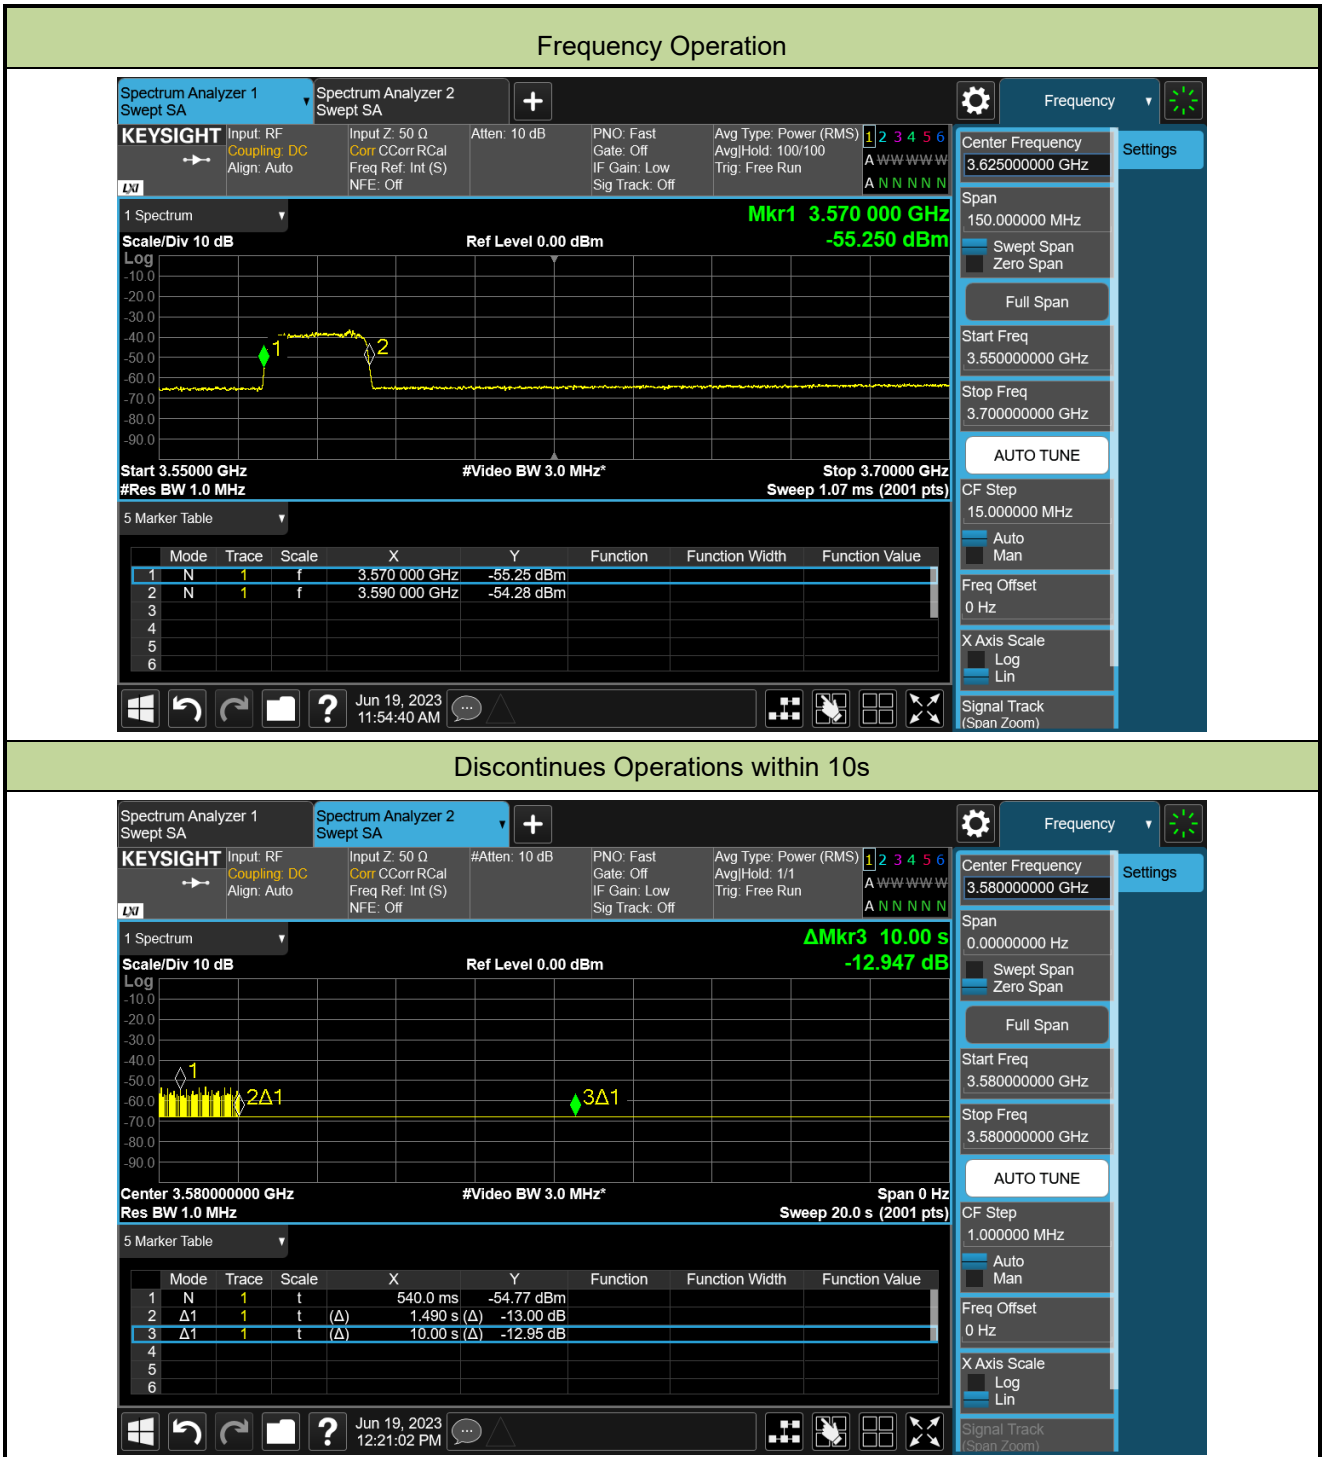 Frequency Operation
Spectrum Analyzer 1
Swept SA
Spectrum Analyzer 2
Swept SA
Frequency
KEYSIGHT
LXI
Input: RF
Coupling: DC
Align: Auto
Input Z: 50 Ω
Corr CCorr RCal
Freq Ref: Int (S)
NFE: Off
Atten: 10 dB
PNO: Fast
Gate: Off
IF Gain: Low
Sig Track: Off
Avg Type: Power (RMS)
Avg|Hold: 100/100
Trig: Free Run
1 2 3 4 5 6
A W W W W W
A N N N N N
Center Frequency
3.625000000 GHz
Settings
Span
150.000000 MHz
Swept Span
Zero Span
Full Span
Start Freq
3.550000000 GHz
Stop Freq
3.700000000 GHz
AUTO TUNE
CF Step
15.000000 MHz
Auto
Man
Freq Offset
0 Hz
X Axis Scale
Log
Lin
Signal Track
(Span Zoom)
1 Spectrum
Mkr1 3.570 000 GHz
Scale/Div 10 dB
Ref Level 0.00 dBm
-55.250 dBm
Log
-10.0
-20.0
-30.0
-40.0
-50.0
-60.0
-70.0
-80.0
-90.0
1
2
Start 3.55000 GHz
#Video BW 3.0 MHz*
Stop 3.70000 GHz
#Res BW 1.0 MHz
Sweep 1.07 ms (2001 pts)
5 Marker Table
Mode Trace Scale X Y Function Function Width Function Value
1 N 1 f 3.570 000 GHz -55.25 dBm
2 N 1 f 3.590 000 GHz -54.28 dBm
3
4
5
6
?
Jun 19, 2023
11:54:40 AM
Discontinues Operations within 10s
Spectrum Analyzer 1
Swept SA
Spectrum Analyzer 2
Swept SA
Frequency
KEYSIGHT
LXI
Input: RF
Coupling: DC
Align: Auto
Input Z: 50 Ω
Corr CCorr RCal
Freq Ref: Int (S)
NFE: Off
#Atten: 10 dB
PNO: Fast
Gate: Off
IF Gain: Low
Sig Track: Off
Avg Type: Power (RMS)
Avg|Hold: 1/1
Trig: Free Run
1 2 3 4 5 6
A W W W W W
A N N N N N
Center Frequency
3.580000000 GHz
Settings
Span
0.00000000 Hz
Swept Span
Zero Span
Full Span
Start Freq
3.580000000 GHz
Stop Freq
3.580000000 GHz
AUTO TUNE
CF Step
1.000000 MHz
Auto
Man
Freq Offset
0 Hz
X Axis Scale
Log
Lin
Signal Track
(Span Zoom)
1 Spectrum
ΔMkr3 10.00 s
Scale/Div 10 dB
Ref Level 0.00 dBm
-12.947 dB
Log
-10.0
-20.0
-30.0
-40.0
-50.0
-60.0
-70.0
-80.0
-90.0
1
2Δ1
3Δ1
Center 3.580000000 GHz
#Video BW 3.0 MHz*
Span 0 Hz
Res BW 1.0 MHz
Sweep 20.0 s (2001 pts)
5 Marker Table
Mode Trace Scale X Y Function Function Width Function Value
1 N 1 t 540.0 ms -54.77 dBm
2 Δ1 1 t (Δ) 1.490 s (Δ) -13.00 dB
3 Δ1 1 t (Δ) 10.00 s (Δ) -12.95 dB
4
5
6
?
Jun 19, 2023
12:21:02 PM